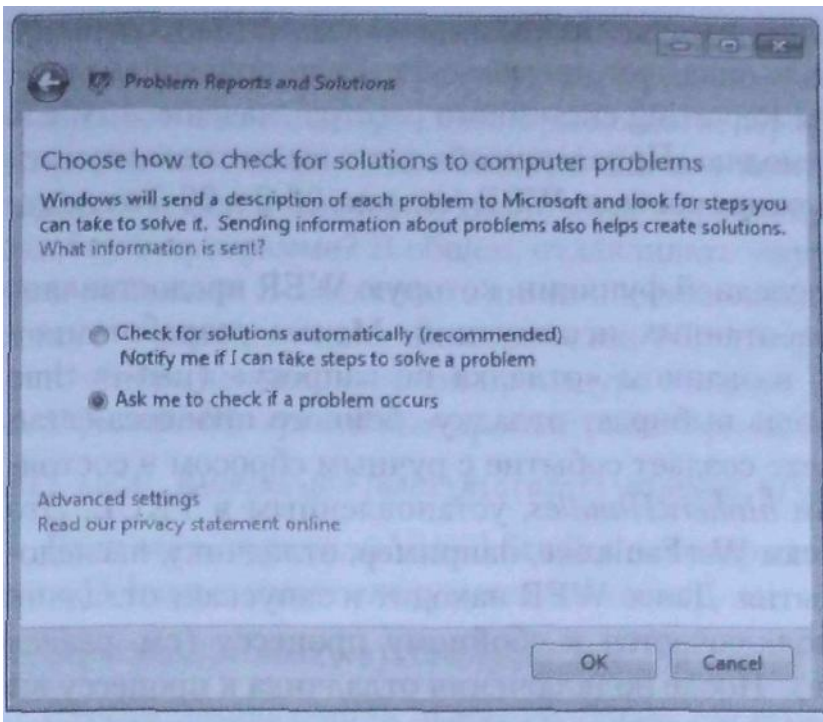 Problem Reports and Solutions
Choose how to check for solutions to computer problems
Windows will send a description of each problem to Microsoft and look for steps you
can take to solve it. Sending information about problems also helps create solutions.
What information is sent?
Check for solutions automatically (recommended)
Notify me if I can take steps to solve a problem
Ask me to check if a problem occurs
Advanced settings
Read our privacy statement online
OK
Cancel